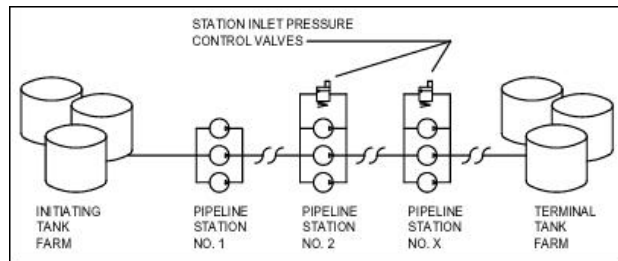 STATION INLET PRESSURE
CONTROL VALVES
INITIATING
TANK
FARM
PIPELINE
STATION
NO. 1
PIPELINE
STATION
NO. 2
PIPELINE
STATION
NO. X
TERMINAL
TANK
FARM